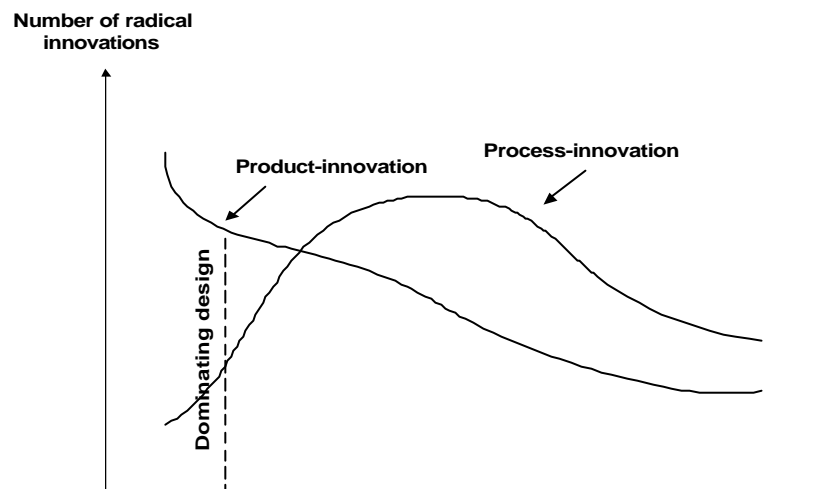 Number of radical
innovations
Product-innovation
Process-innovation
Dominating design